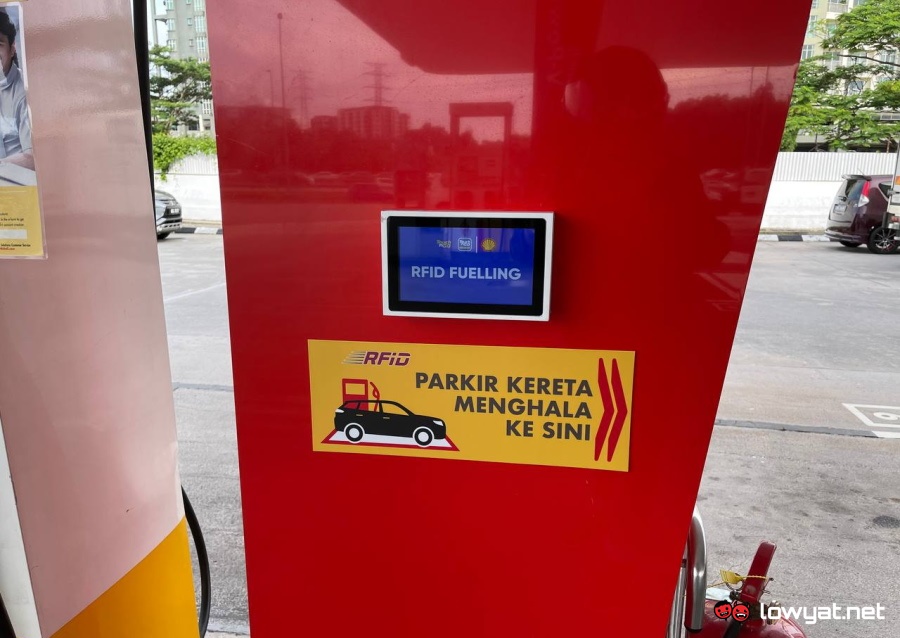 RFID FUELLING
RFiD
PARKIR KERETA
MENGHALA
KE SINI
lowyat.net